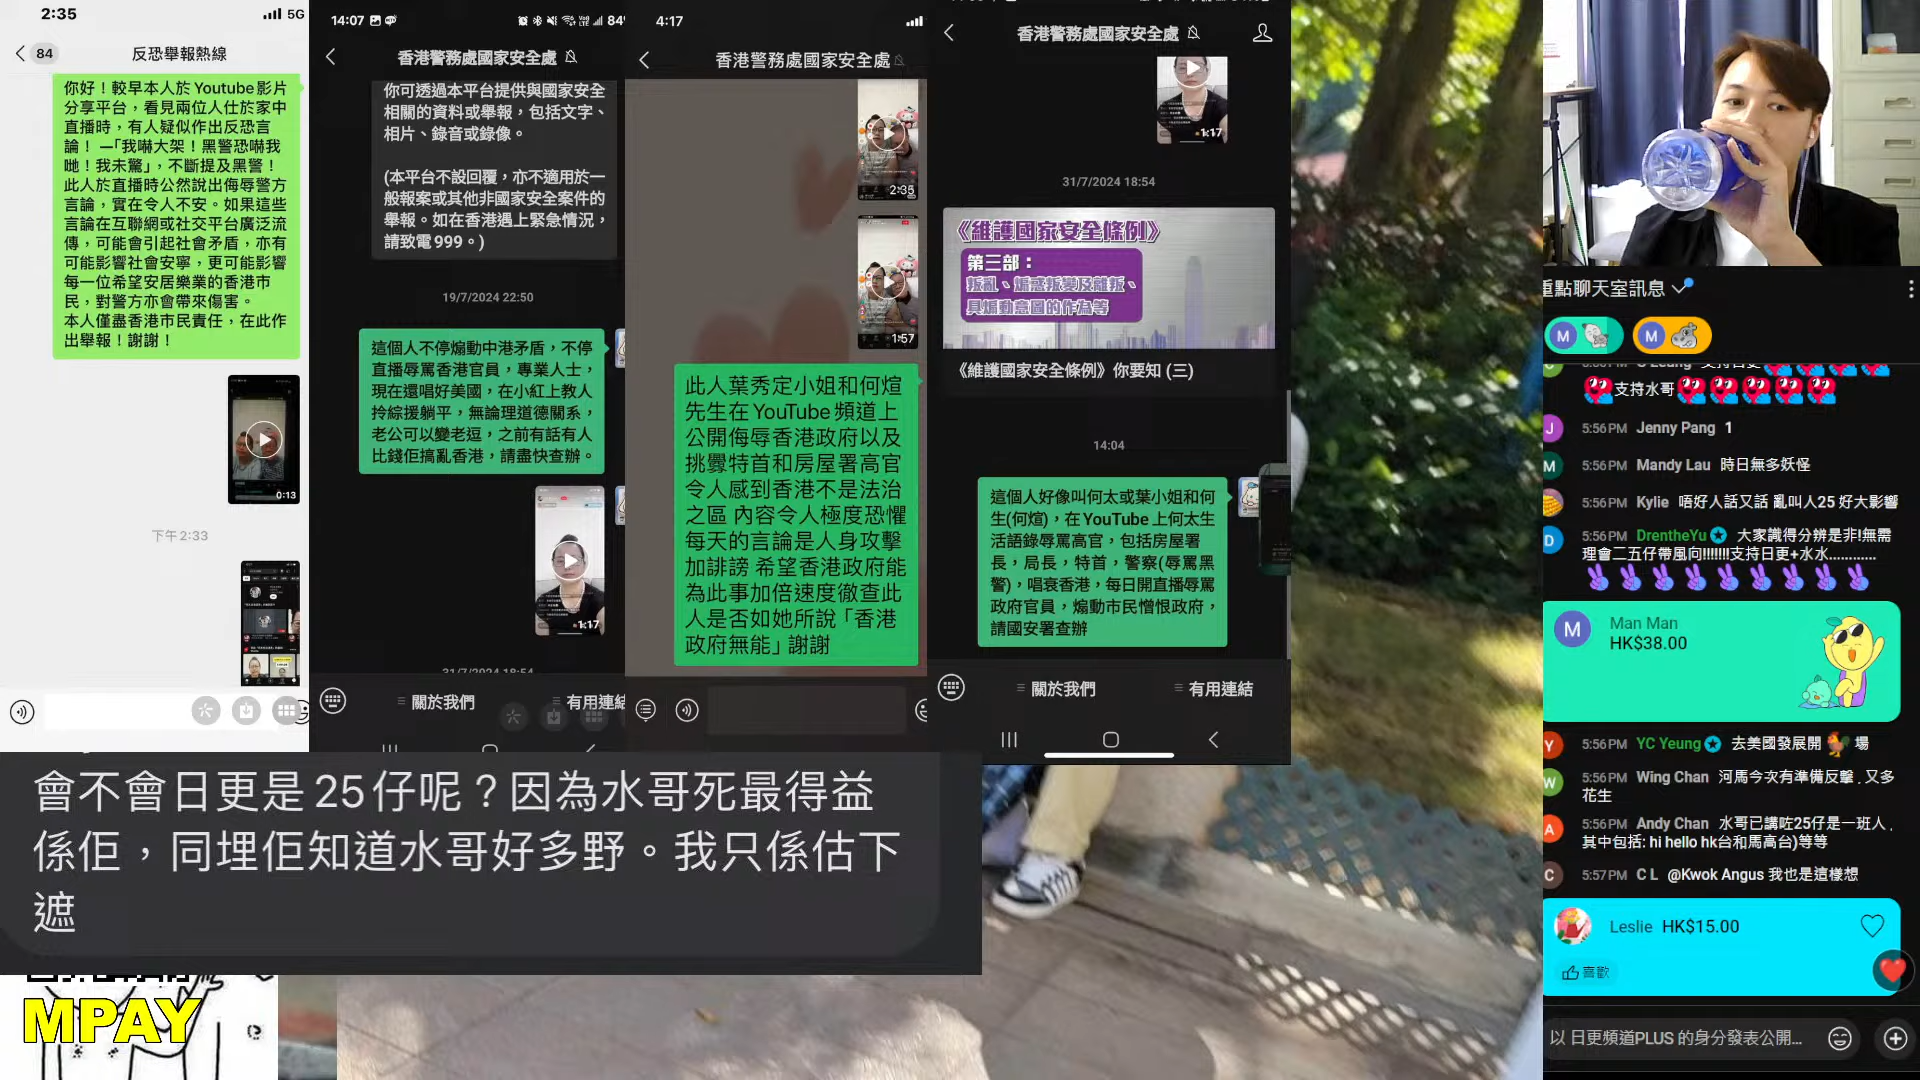 2:35
5G
84
反恐舉報熱線
你好！較早本人於Youtube影片
分享平台，看見兩位人仕於家中
直播時，有人疑似作出反恐言
論！ —「我嚇大架！黑警恐嚇我
哋！我未驚」，不斷提及黑警！
此人於直播時公然說出侮辱警方
言論，實在令人不安。如果這些
言論在互聯網或社交平台廣泛流
傳，可能會引起社會矛盾，亦有
可能影響社會安寧，更可能影響
每一位希望安居樂業的香港市
民，對警方亦會帶來傷害。
本人僅盡香港市民責任，在此作
出舉報！謝謝！
0:13
下午2:33
14:07
84%
香港警務處國家安全處
你可透過本平台提供與國家安全
相關的資料或舉報，包括文字、
相片、錄音或錄像。
(本平台不設回覆，亦不適用於一
般報案或其他非國家安全案件的
舉報。如在香港遇上緊急情況，
請致電999。)
19/7/2024 22:50
這個人不停煽動中港矛盾，不停
直播辱罵香港官員，專業人士，
現在還唱好美國，在小紅上教人
拎綜援躺平，無論理道德關系，
老公可以變老逗，之前有話有人
比錢佢搞亂香港，請盡快查辦。
1:17
31/7/2024 18:54
關於我們
有用連結
4:17
香港警務處國家安全處
2:35
1:57
此人葉秀定小姐和何煊
先生在YouTube頻道上
公開侮辱香港政府以及
挑釁特首和房屋署高官
令人感到香港不是法治
之區 內容令人極度恐懼
每天的言論是人身攻擊
加誹謗 希望香港政府能
為此事加倍速度徹查此
人是否如她所說「香港
政府無能」謝謝
香港警務處國家安全處
1:17
31/7/2024 18:54
《維護國家安全條例》
第三部：
叛亂、煽惑叛變及離叛、
具煽動意圖的作為等
《維護國家安全條例》你要知 (三)
14:04
這個人好像叫何太或葉小姐和何
生(何煊)，在YouTube上何太生
活語錄辱罵高官，包括房屋署
長，局長，特首，警察(辱罵黑
警)，唱衰香港，每日開直播辱罵
政府官員，煽動市民憎恨政府，
請國安署查辦
關於我們
有用連結
會不會日更是25仔呢？因為水哥死最得益
係佢，同埋佢知道水哥好多野。我只係估下
遮
MPAY
重點聊天室訊息
M
M
支持水哥
5:56PM Jenny Pang 1
5:56PM Mandy Lau 時日無多妖怪
5:56PM Kylie 唔好人話又話 亂叫人25 好大影響
5:56PM DrentheYu 大家識得分辨是非!無需
理會二五仔帶風向!!!!!!!支持日更+水水...........
Man Man
HK$38.00
5:56PM YC Yeung 去美國發展開 場
5:56PM Wing Chan 河馬今次有準備反擊 , 又多
花生
5:56PM Andy Chan 水哥已講咗25仔是一班人 ,
其中包括: hi hello hk台和馬高台)等等
5:57PM C L @Kwok Angus 我也是這樣想
Leslie HK$15.00
喜歡
以 日更頻道PLUS 的身分發表公開...